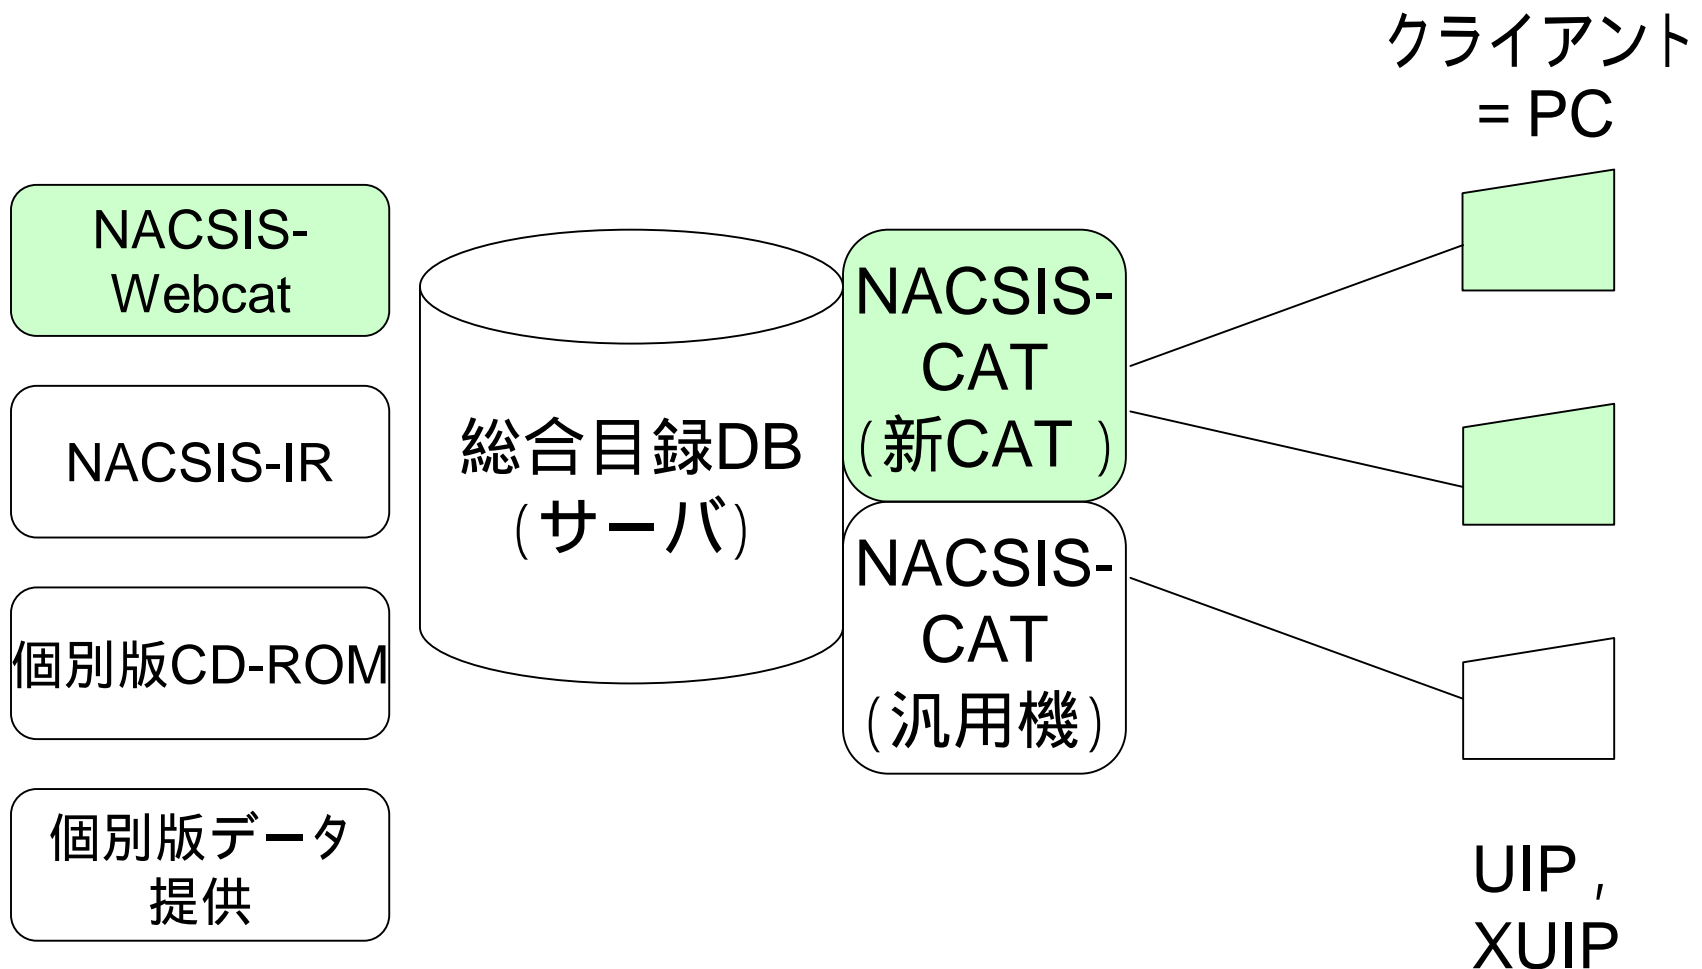 クライアント
= PC
NACSIS-
Webcat
NACSIS-IR
個別版CD-ROM
個別版データ
提供
総合目録DB
(サーバ)
NACSIS-
CAT
(新CAT )
NACSIS-
CAT
(汎用機)
UIP ,
XUIP